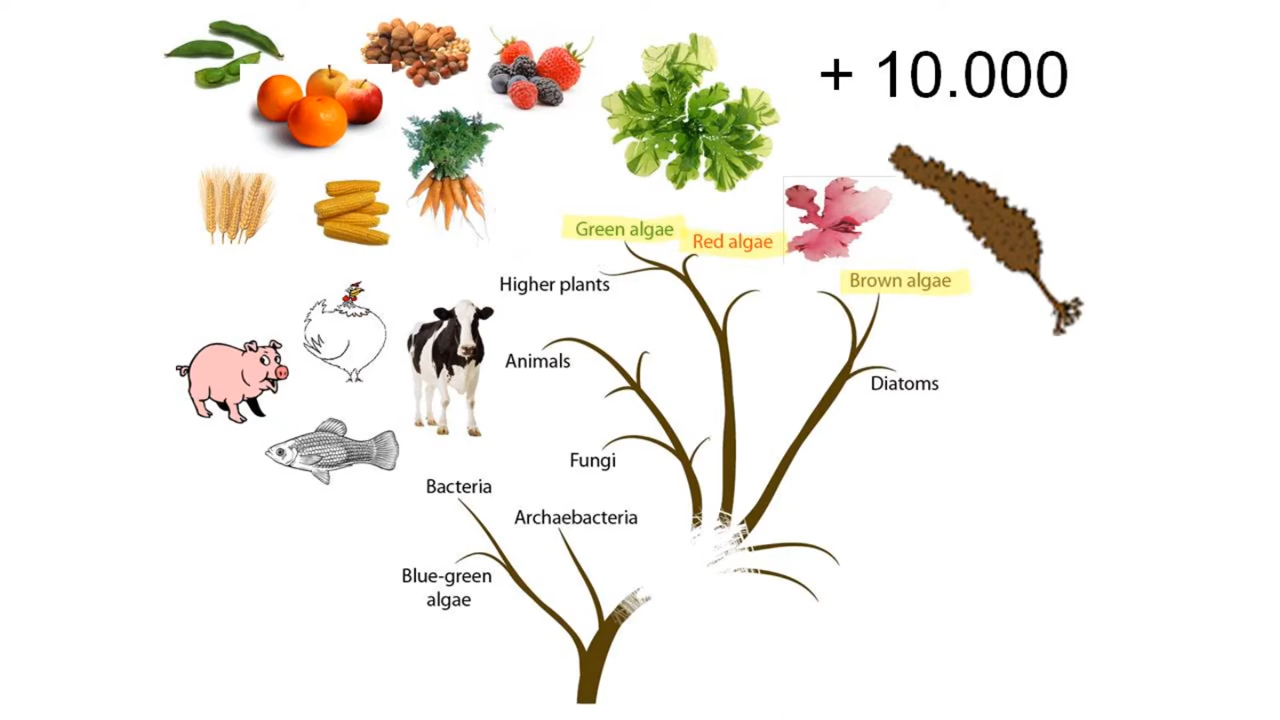 + 10.000
Green algae
Red algae
Brown algae
Higher plants
Animals
Diatoms
Fungi
Bacteria
Archaebacteria
Blue-green
algae